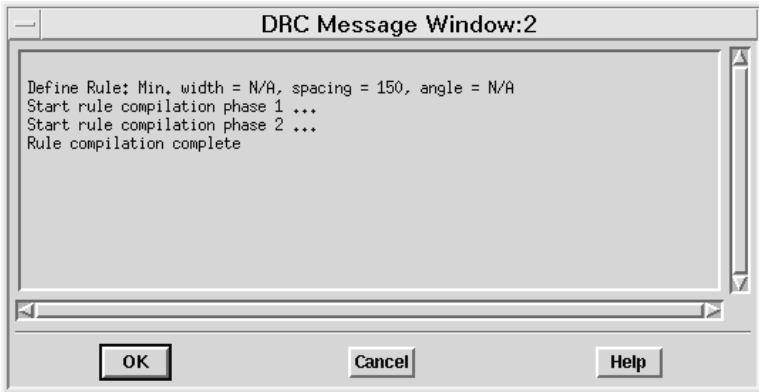 DRC Message Window:2
Define Rule: Min. width = N/A, spacing = 150, angle = N/A
Start rule compilation phase 1 ...
Start rule compilation phase 2 ...
Rule compilation complete
OK Cancel Help